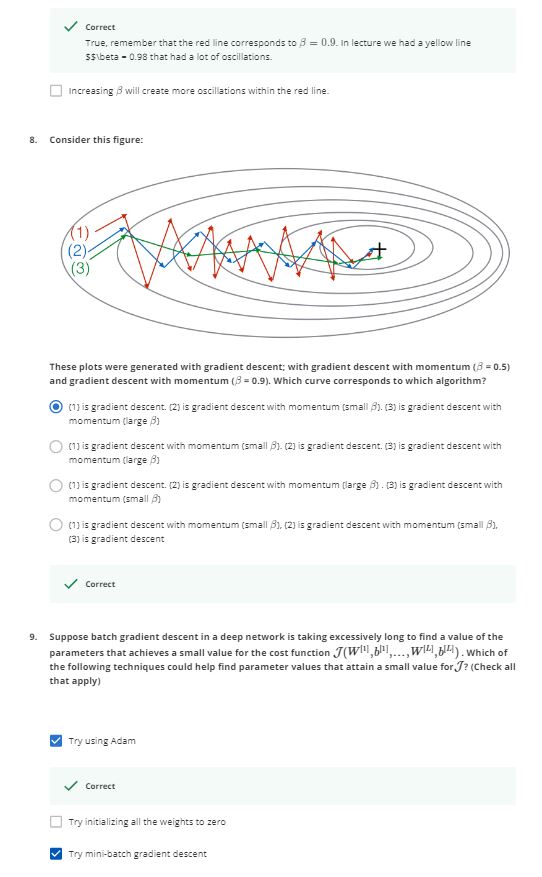 Correct
True, remember that the red line corresponds to β = 0.9. In lecture we had a yellow line
$$\beta = 0.98 that had a lot of oscillations.
Increasing β will create more oscillations within the red line.
8. Consider this figure:
(1)
(2)
(3)
These plots were generated with gradient descent; with gradient descent with momentum (β = 0.5)
and gradient descent with momentum (β = 0.9). Which curve corresponds to which algorithm?
(1) is gradient descent. (2) is gradient descent with momentum (small β). (3) is gradient descent with
momentum (large β)
(1) is gradient descent with momentum (small β). (2) is gradient descent. (3) is gradient descent with
momentum (large β)
(1) is gradient descent. (2) is gradient descent with momentum (large β) . (3) is gradient descent with
momentum (small β)
(1) is gradient descent with momentum (small β), (2) is gradient descent with momentum (small β),
(3) is gradient descent
Correct
9. Suppose batch gradient descent in a deep network is taking excessively long to find a value of the
parameters that achieves a small value for the cost function 𝒥(W[1],b[1],...,W[L],b[L]). Which of
the following techniques could help find parameter values that attain a small value for 𝒥? (Check all
that apply)
Try using Adam
Correct
Try initializing all the weights to zero
Try mini-batch gradient descent